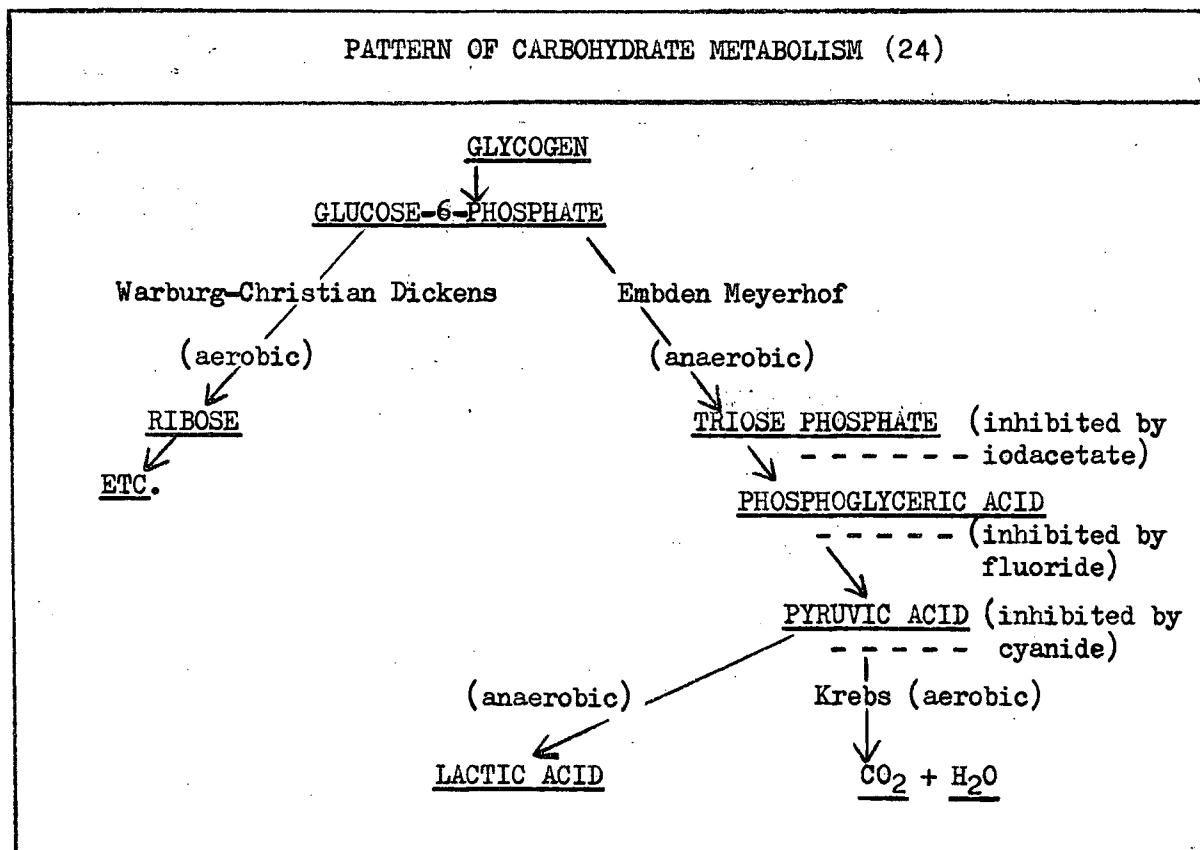 PATTERN OF CARBOHYDRATE METABOLISM (24)
GLYCOGEN
GLUCOSE-6-PHOSPHATE
Warburg-Christian Dickens
Embden Meyerhof
(aerobic)
(anaerobic)
RIBOSE
TRIOSE PHOSPHATE (inhibited by
iodacetate)
ETC.
PHOSPHOGLYCERIC ACID
(inhibited by
fluoride)
PYRUVIC ACID (inhibited by
cyanide)
(anaerobic)
Krebs (aerobic)
LACTIC ACID
CO₂ + H₂O